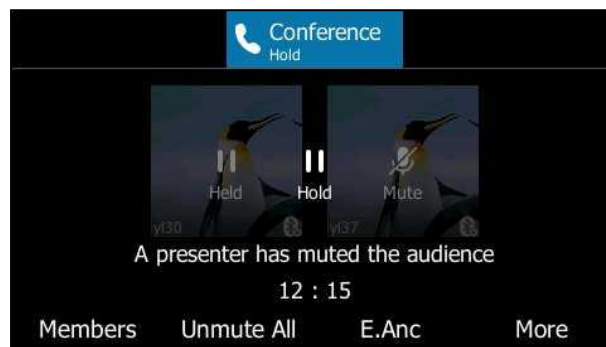 Conference
Hold
Held Hold Mute
yl30 yl37
A presenter has muted the audience
12 : 15
Members Unmute All E.Anc More